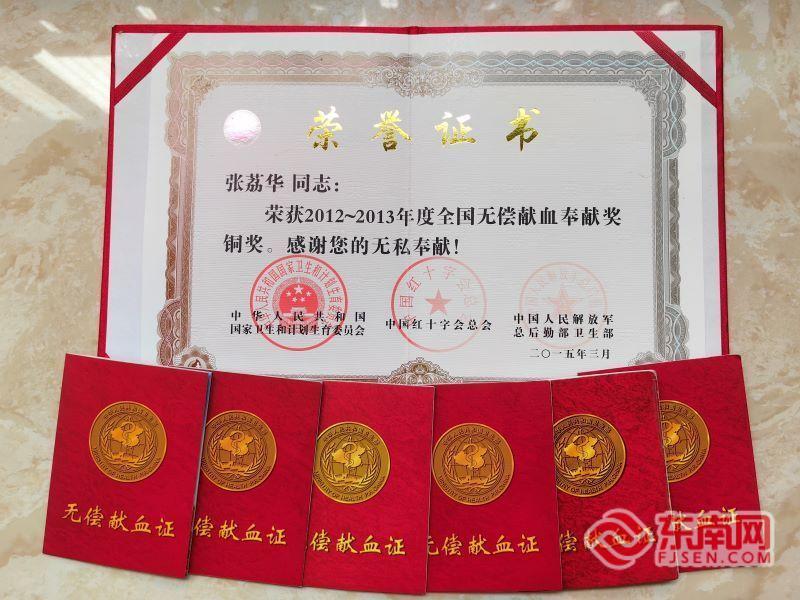 荣誉证书
张荔华 同志:
荣获2012~2013年度全国无偿献血奉献奖
铜奖。感谢您的无私奉献!
中华人民共和国
国家卫生和计划生育委员会
中国红十字会总会
中国人民解放军
总后勤部卫生部
二〇一五年三月
无偿献血证
偿献血证
偿献血证
无偿献血证
偿献血证
献血证
东南网
FJSEN.COM